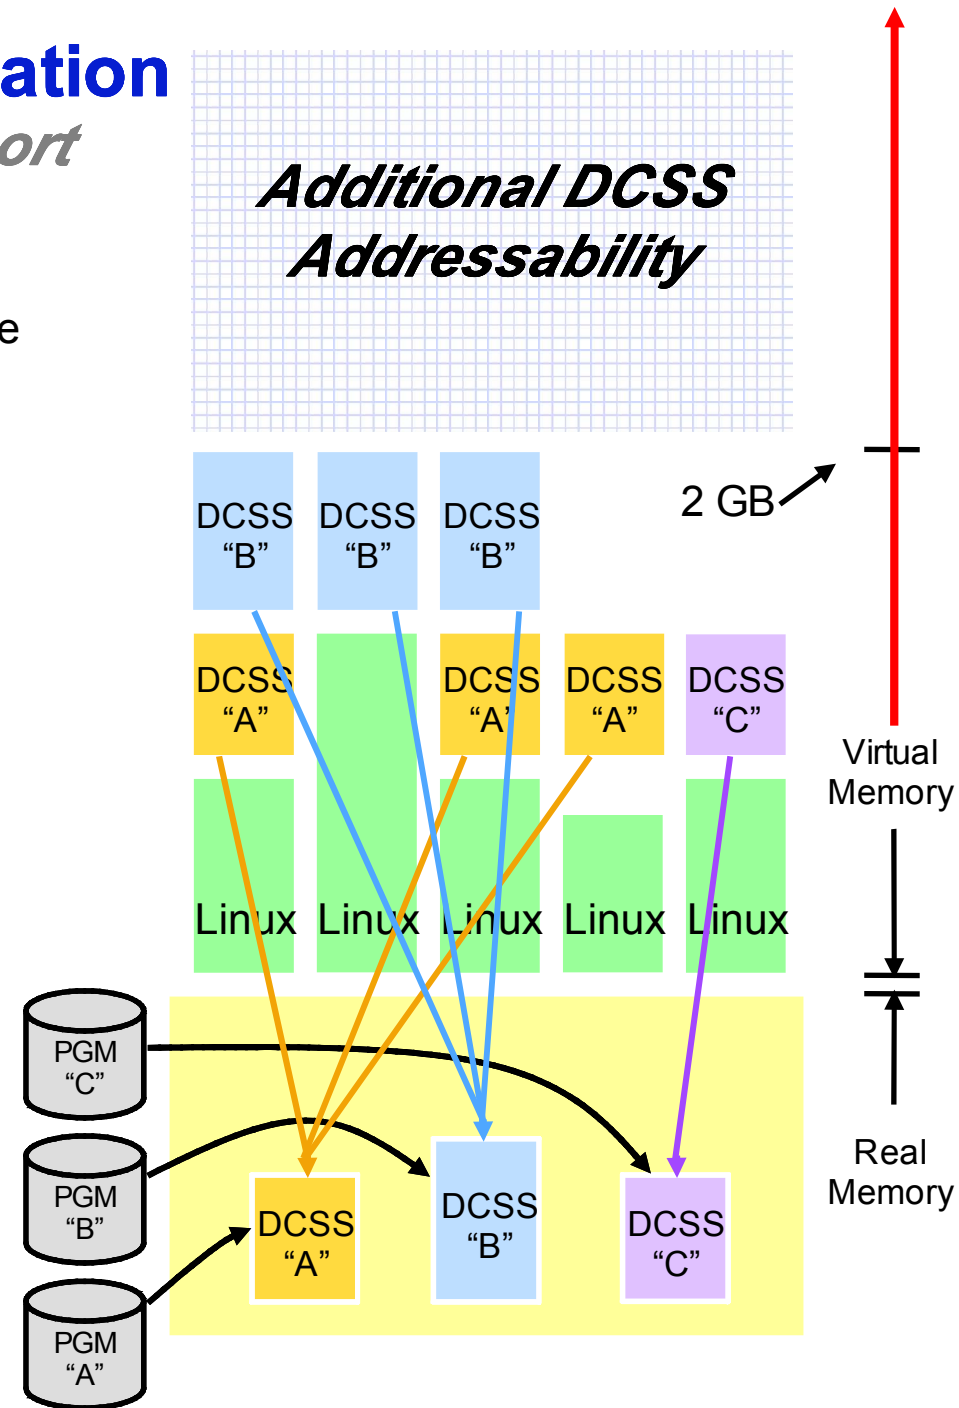 ation
ort
e
Additional DCSS
Addressability
2 GB
DCSS
“B”
DCSS
“B”
DCSS
“B”
DCSS
“A”
DCSS
“A”
DCSS
“A”
DCSS
“C”
Virtual
Memory
Linux
Linux
Linux
Linux
Linux
PGM
“C”
PGM
“B”
PGM
“A”
DCSS
“A”
DCSS
“B”
DCSS
“C”
Real
Memory